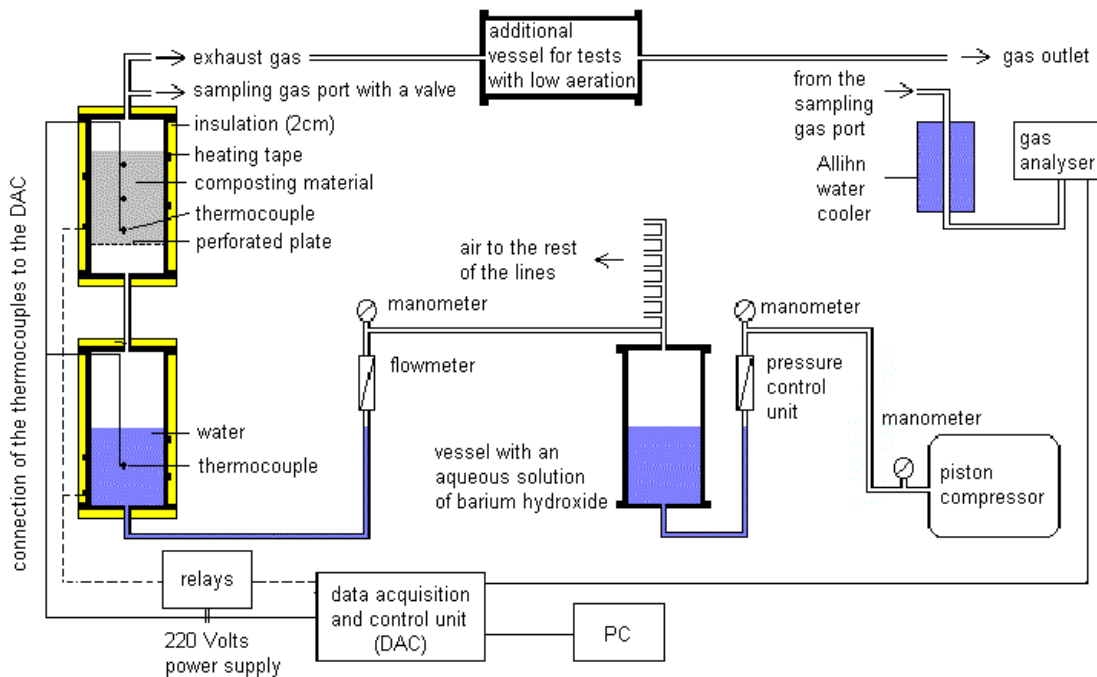 additional
vessel for tests
with low aeration
exhaust gas
gas outlet
sampling gas port with a valve
from the
sampling
gas port
insulation (2cm)
heating tape
composting material
thermocouple
perforated plate
Allihn
water
cooler
gas
analyser
connection of the thermocouples to the DAC
air to the rest
of the lines
manometer
manometer
flowmeter
pressure
control
unit
manometer
water
thermocouple
vessel with an
aqueous solution
of barium hydroxide
piston
compressor
relays
data acquisition
and control unit
(DAC)
PC
220 Volts
power supply